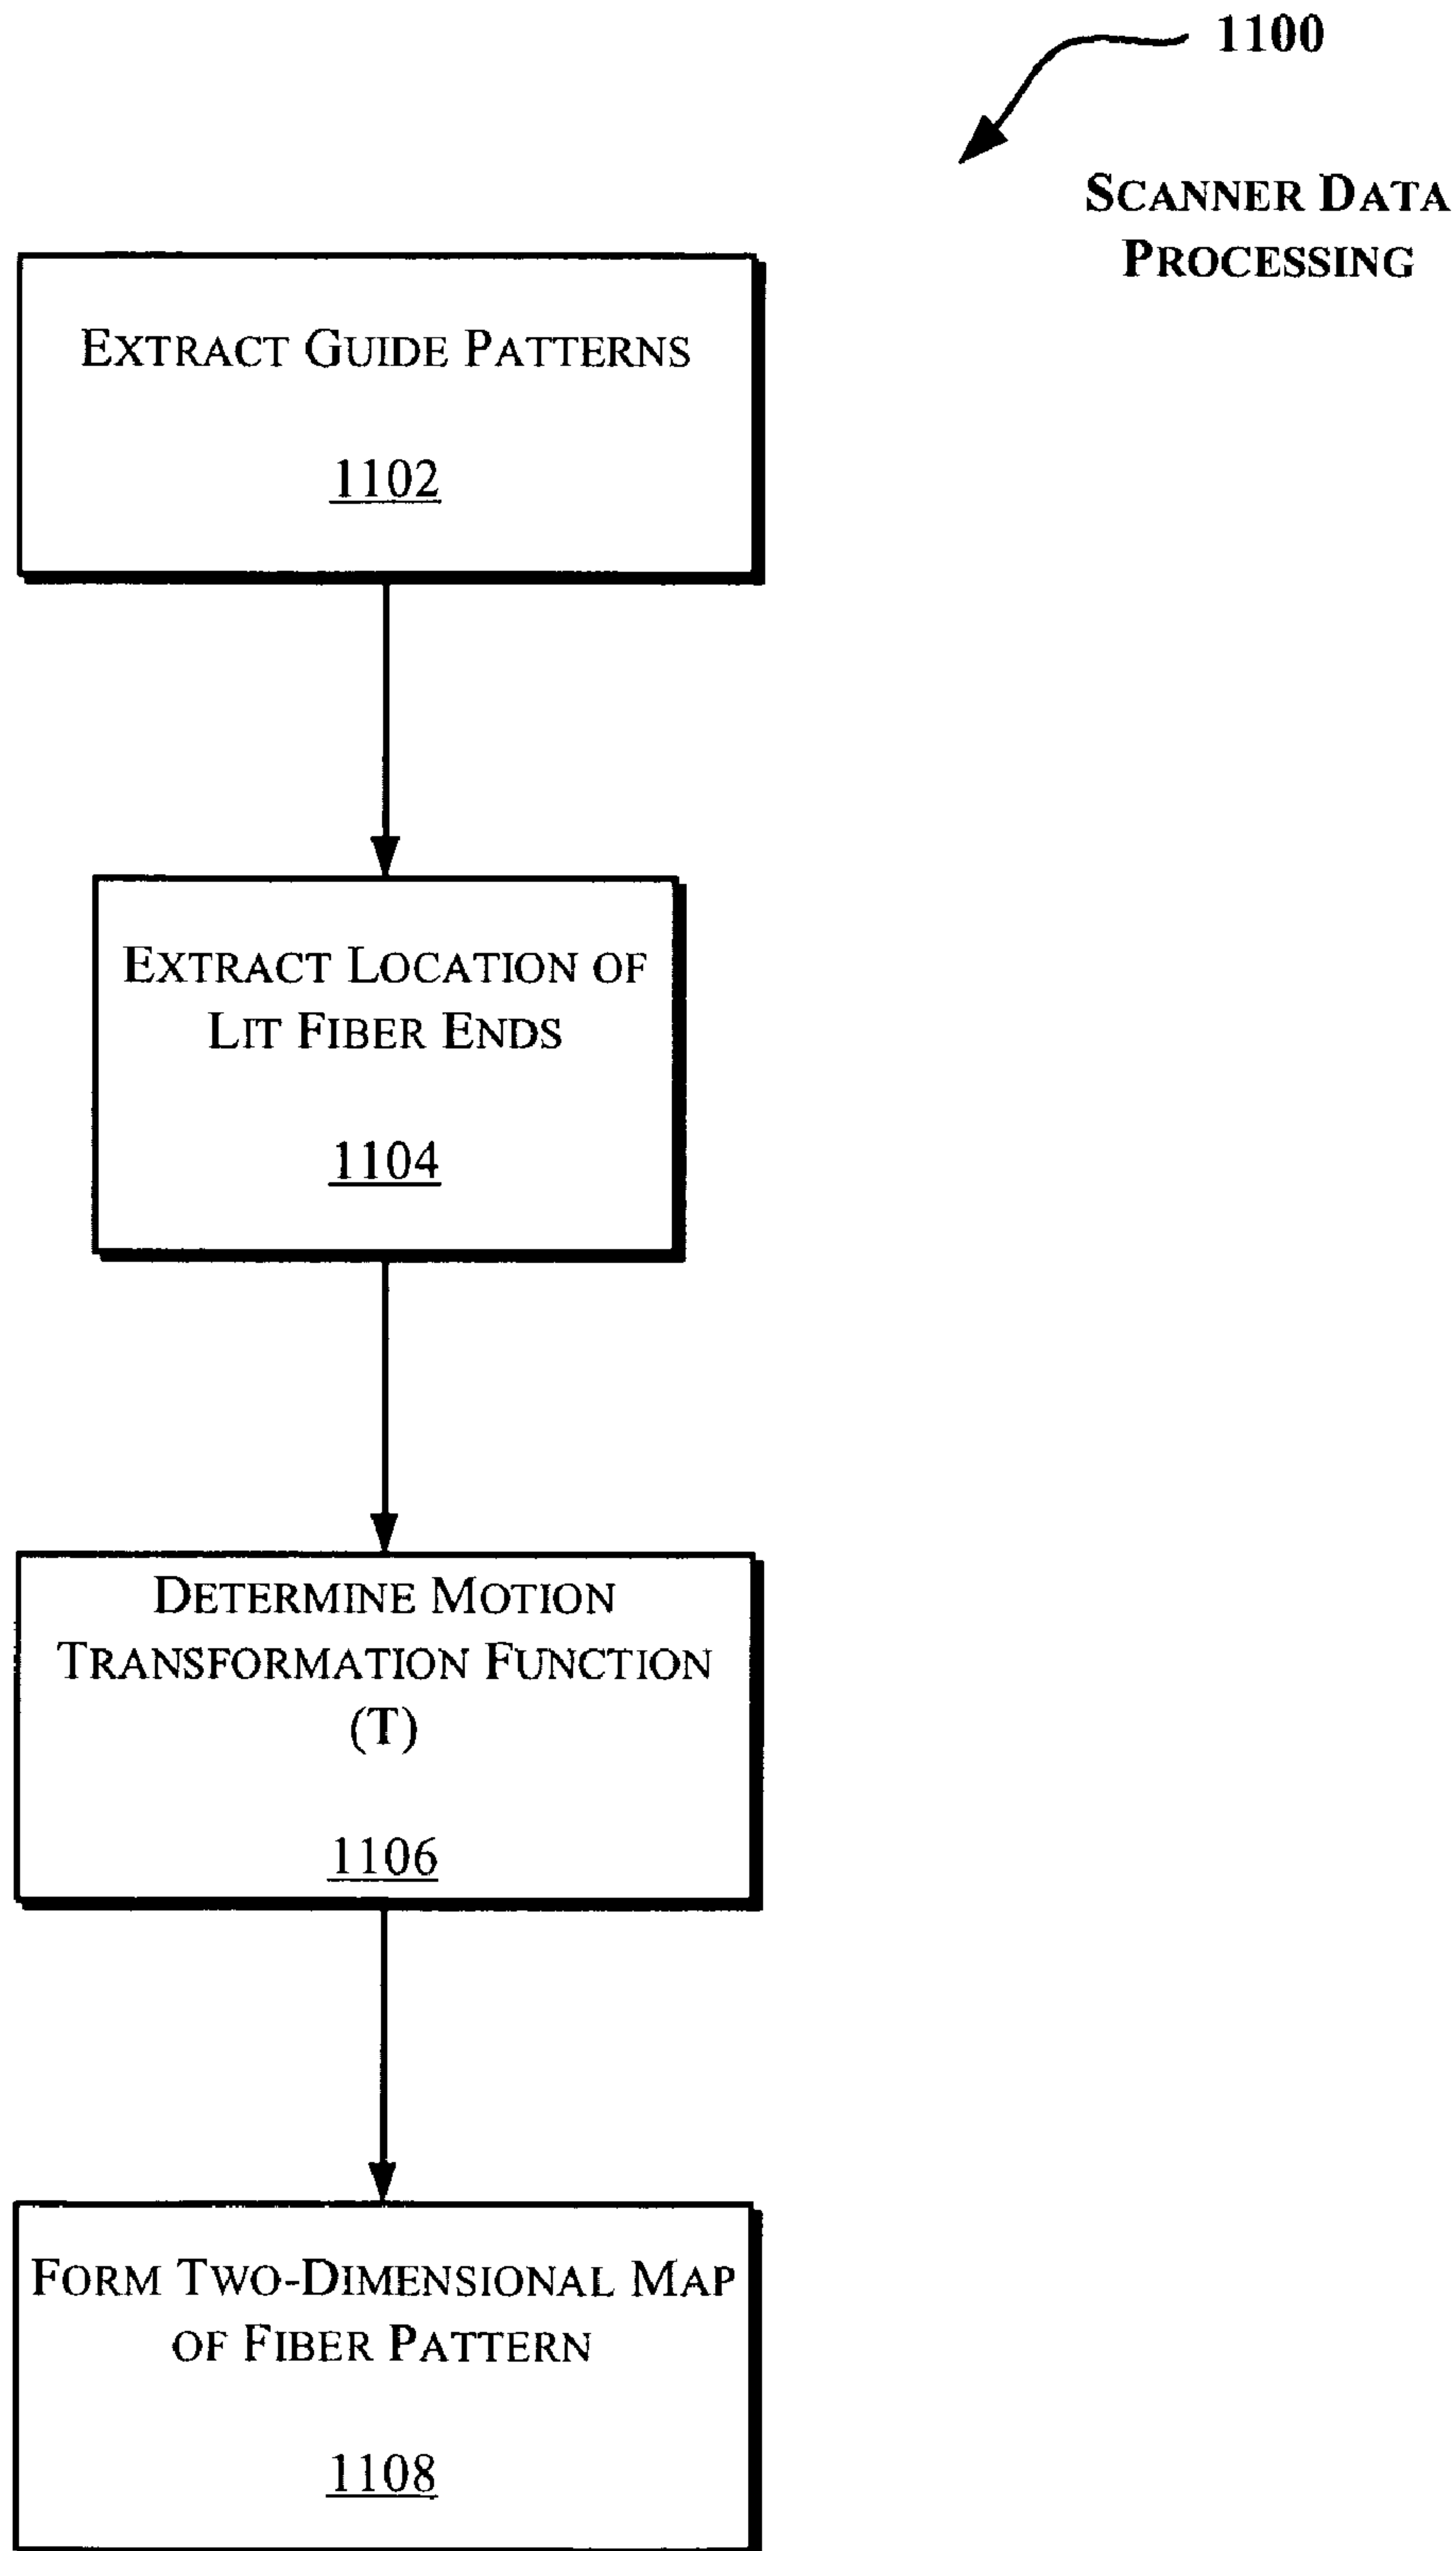 1100
SCANNER DATA
PROCESSING
EXTRACT GUIDE PATTERNS
1102
EXTRACT LOCATION OF
LIT FIBER ENDS
1104
DETERMINE MOTION
TRANSFORMATION FUNCTION
(T)
1106
FORM TWO-DIMENSIONAL MAP
OF FIBER PATTERN
1108